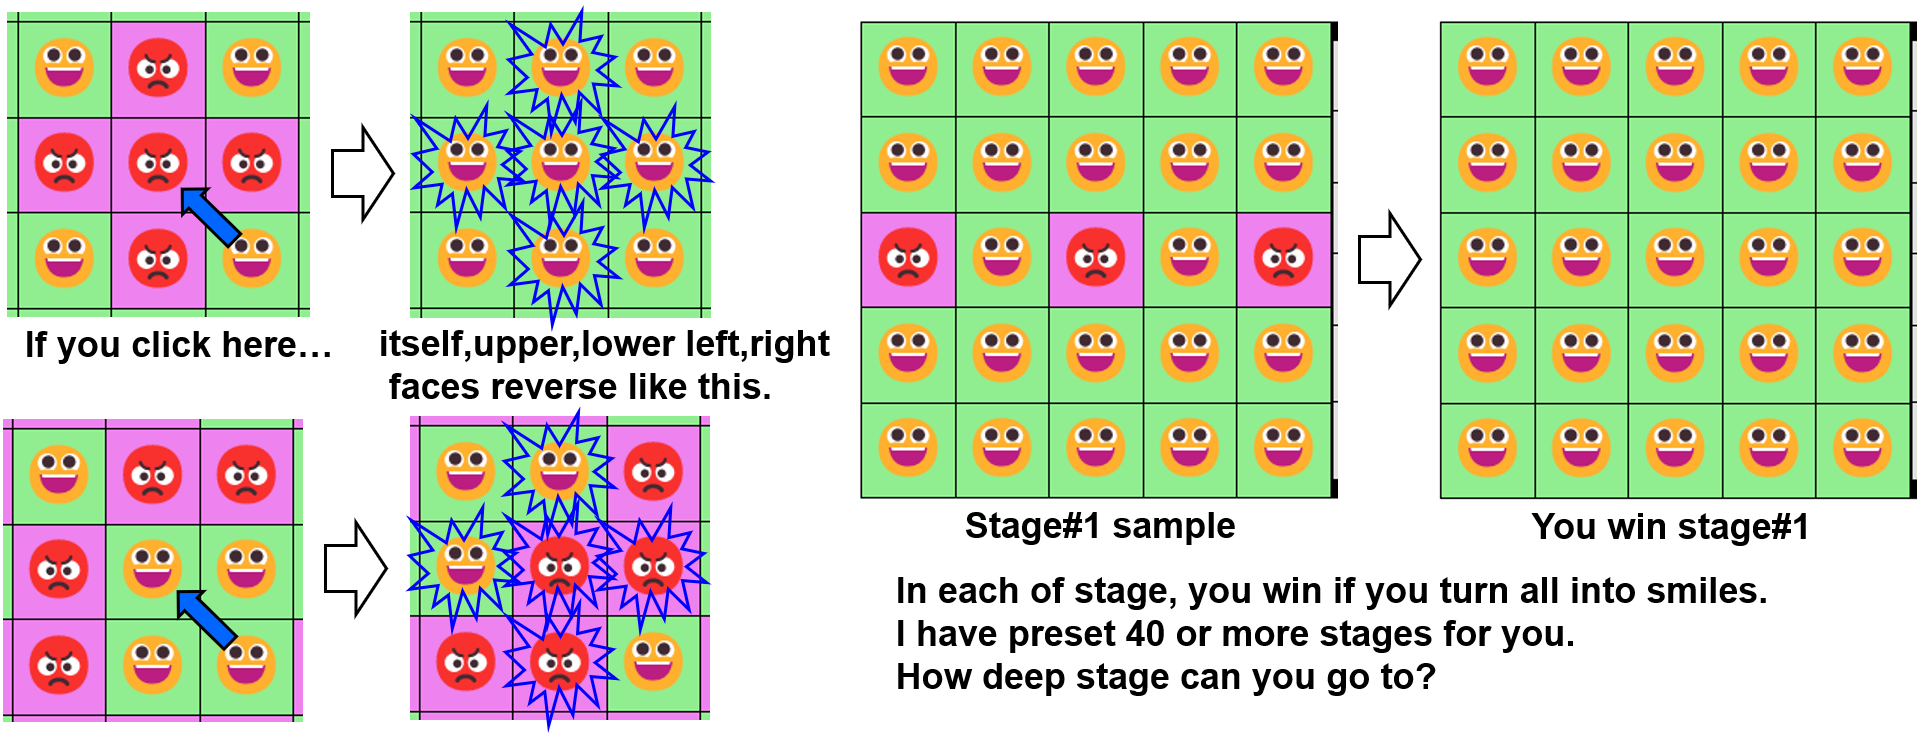 If you click here…
itself,upper,lower left,right
faces reverse like this.
Stage#1 sample
You win stage#1
In each of stage, you win if you turn all into smiles.
I have preset 40 or more stages for you.
How deep stage can you go to?